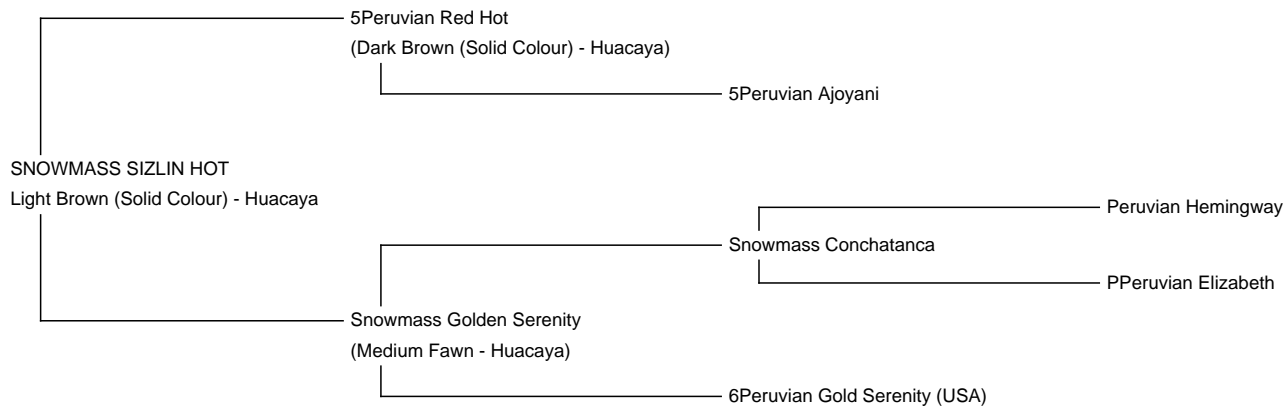 5Peruvian Red Hot
(Dark Brown (Solid Colour) - Huacaya)
5Peruvian Ajoyani
SNOWMASS SIZLIN HOT
Light Brown (Solid Colour) - Huacaya
Peruvian Hemingway
Snowmass Conchatanca
PPeruvian Elizabeth
Snowmass Golden Serenity
(Medium Fawn - Huacaya)
6Peruvian Gold Serenity (USA)